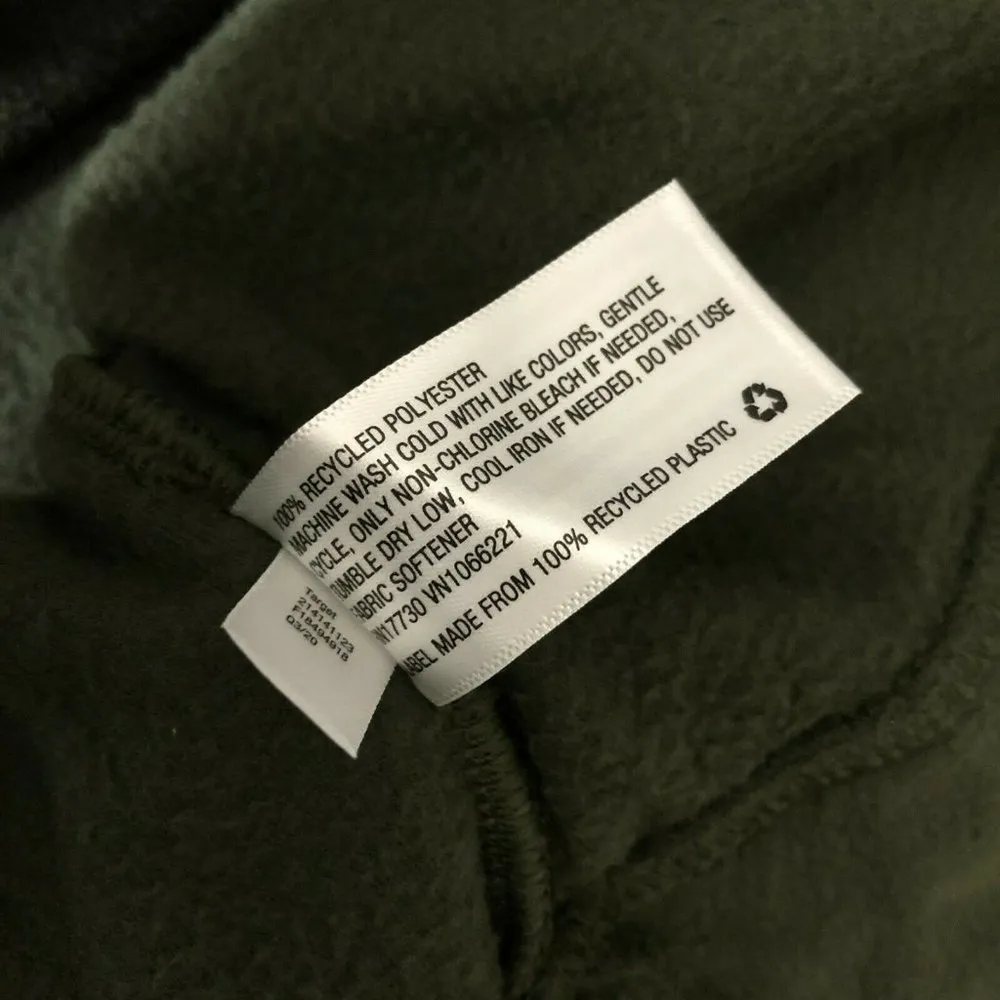 100% RECYCLED POLYESTER
MACHINE WASH COLD WITH LIKE COLORS, GENTLE
CYCLE, ONLY NON-CHLORINE BLEACH IF NEEDED,
TUMBLE DRY LOW, COOL IRON IF NEEDED, DO NOT USE
FABRIC SOFTENER
VN1066221
LABEL MADE FROM 100% RECYCLED PLASTIC
Target
214141123
F18494918
03/20